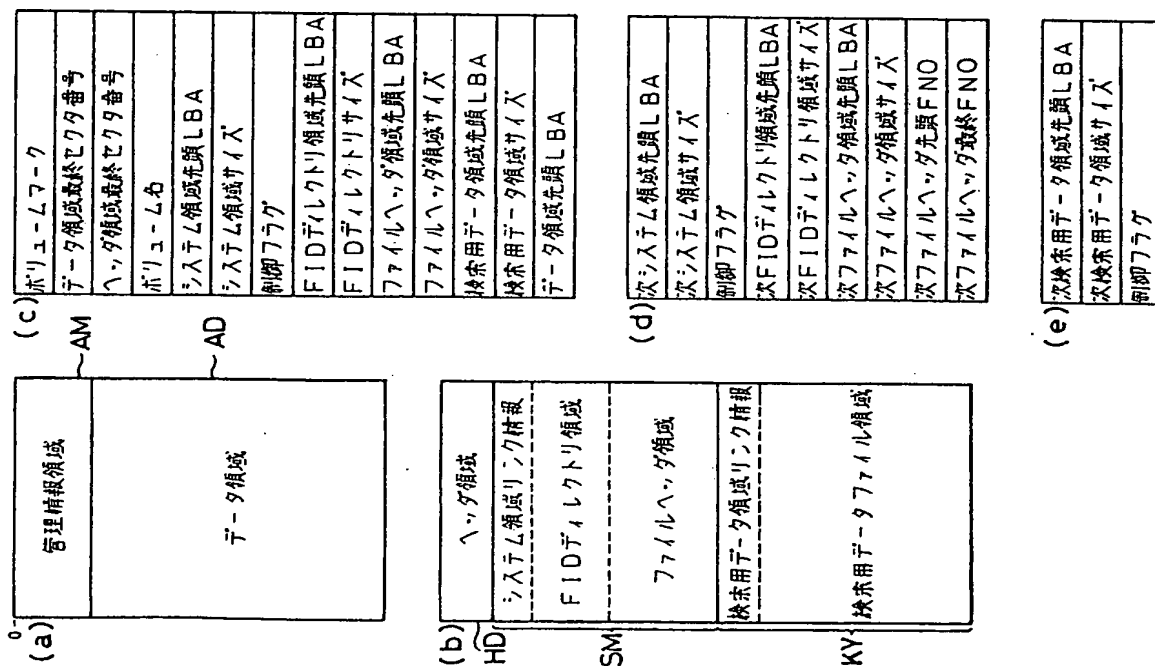 (a)
0
管理情報領域
AM
データ領域
AD
(b)
ヘッダ領域
HD
システム領域リンク情報
FIDディレクトリ領域
ファイルヘッダ領域
SM
検索用データ領域リンク情報
検索用データファイル領域
KY
(c)
ボリュームマーク
データ領域最終セクタ番号
ヘッダ領域最終セクタ番号
ボリューム名
システム領域先頭LBA
システム領域サイズ
制御フラグ
FIDディレクトリ領域先頭LBA
FIDディレクトリサイズ
ファイルヘッダ領域先頭LBA
ファイルヘッダ領域サイズ
検索用データ領域先頭LBA
検索用データ領域サイズ
データ領域先頭LBA
(d)
次システム領域先頭LBA
次システム領域サイズ
制御フラグ
次FIDディレクトリ領域先頭LBA
次FIDディレクトリ領域サイズ
次ファイルヘッダ領域先頭LBA
次ファイルヘッダ領域サイズ
次ファイルヘッダ先頭FNO
次ファイルヘッダ最終FNO
(e)
次検索用データ領域先頭LBA
次検索用データ領域サイズ
制御フラグ